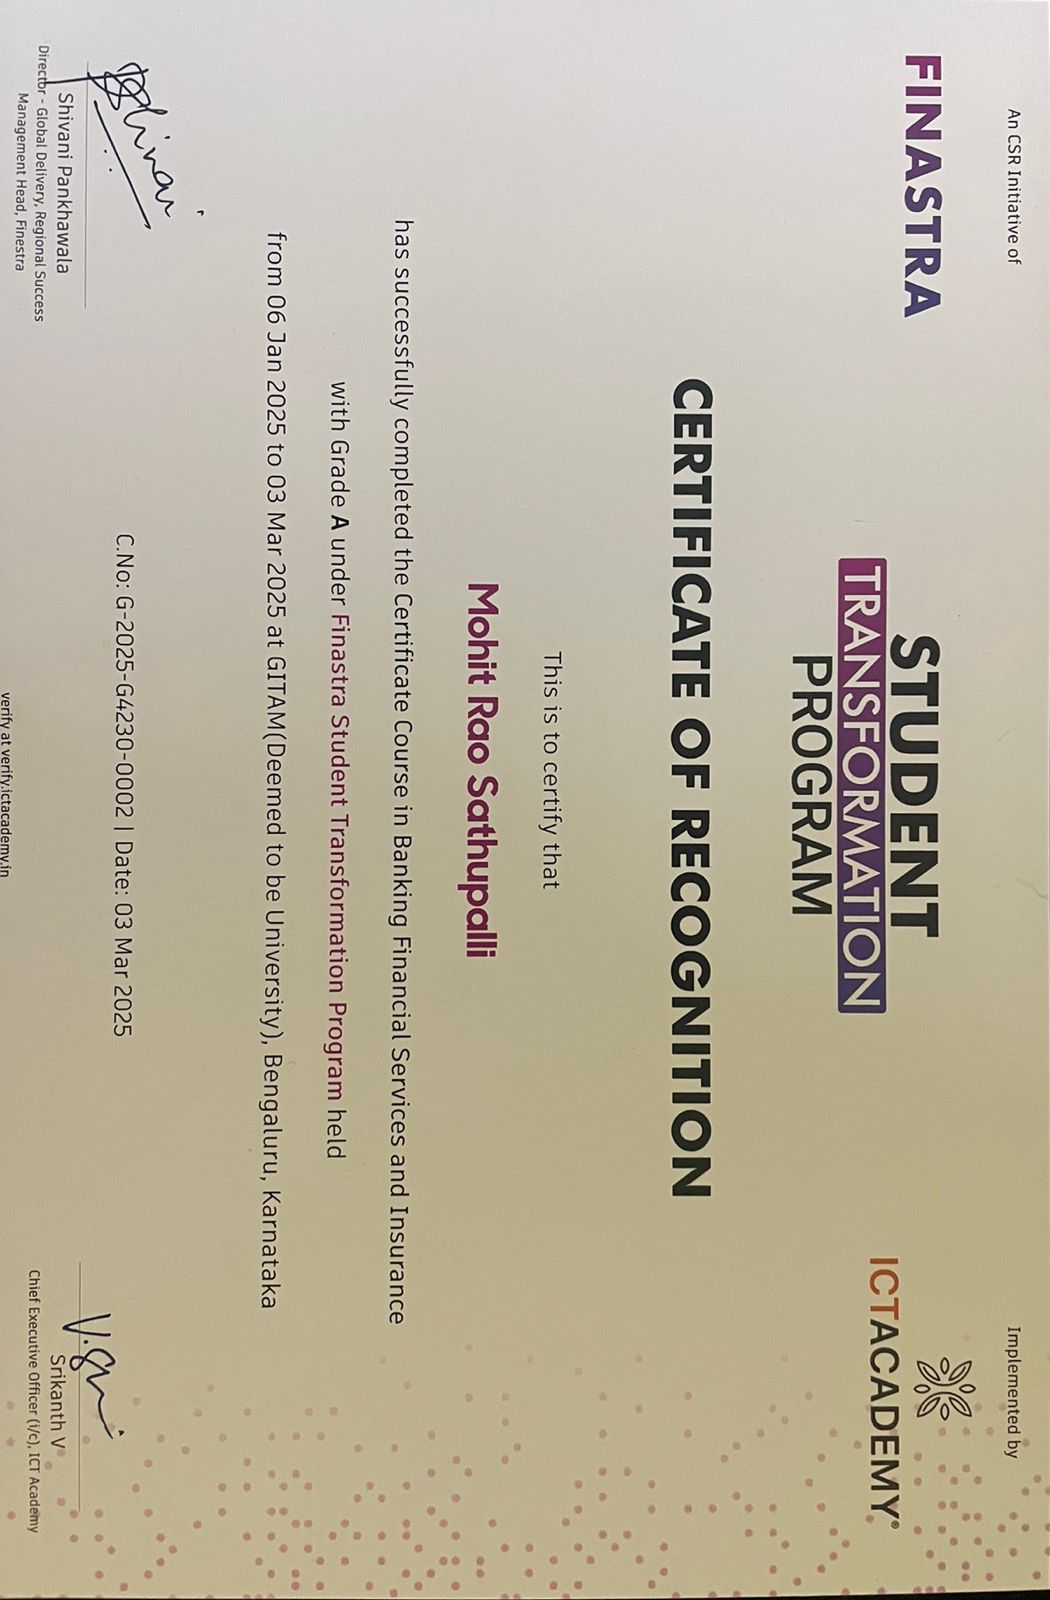 An CSR Initiative of
FINASTRA
STUDENT
TRANSFORMATION
PROGRAM
Implemented by
ICTACADEMY®
CERTIFICATE OF RECOGNITION
This is to certify that
Mohit Rao Sathupalli
has successfully completed the Certificate Course in Banking Financial Services and Insurance
with Grade A under Finastra Student Transformation Program held
from 06 Jan 2025 to 03 Mar 2025 at GITAM(Deemed to be University), Bengaluru, Karnataka
C.No: G-2025-G4230-0002 | Date: 03 Mar 2025
Shivani Pankhawala
Director - Global Delivery, Regional Success
Management Head, Finestra
V.
Srikanth V
Chief Executive Officer (i/c), ICT Academy
verify at verify.ictacademy.in